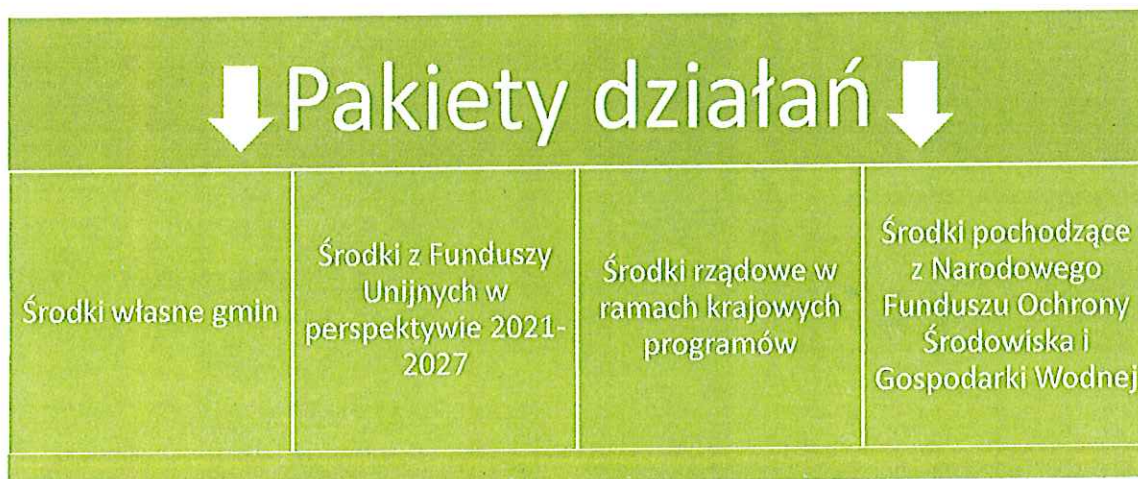 Pakiety działań
Środki własne gmin
Środki z Funduszy
Unijnych w
perspektywie 2021-
2027
Środki rządowe w
ramach krajowych
programów
Środki pochodzące
z Narodowego
Funduszu Ochrony
Środowiska i
Gospodarki Wodnej